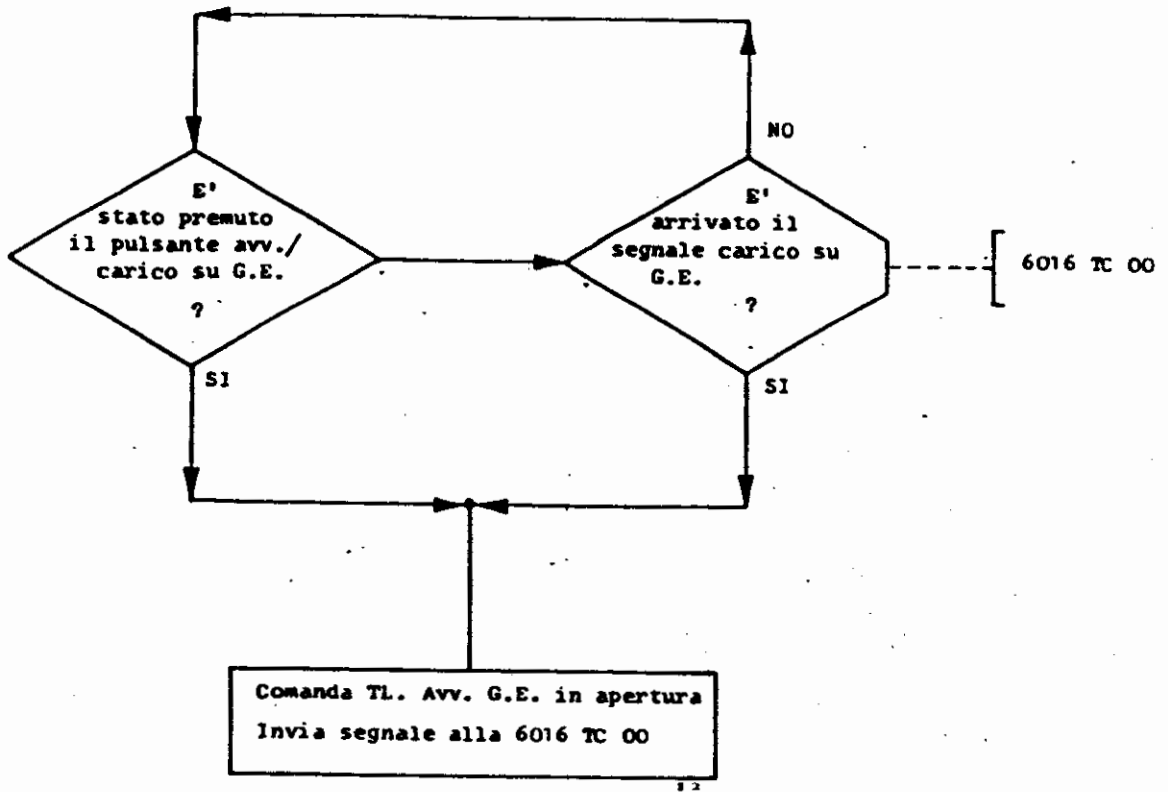 NO
E'
stato premuto
il pulsante avv./
carico su G.E.
?
SI
E'
arrivato il
segnale carico su
G.E.
?
SI
6016 TC 00
Comanda TL. Avv. G.E. in apertura
Invia segnale alla 6016 TC 00
12